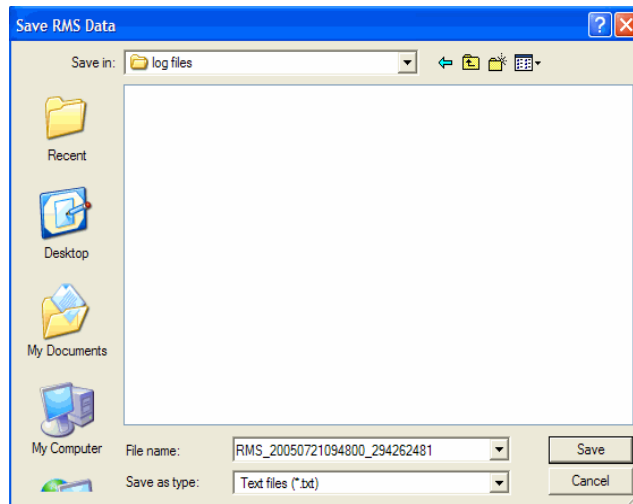 Save RMS Data
Save in: log files
Recent
Desktop
My Documents
My Computer
File name: RMS_20050721094800_294262481 Save
Save as type: Text files (*.txt) Cancel